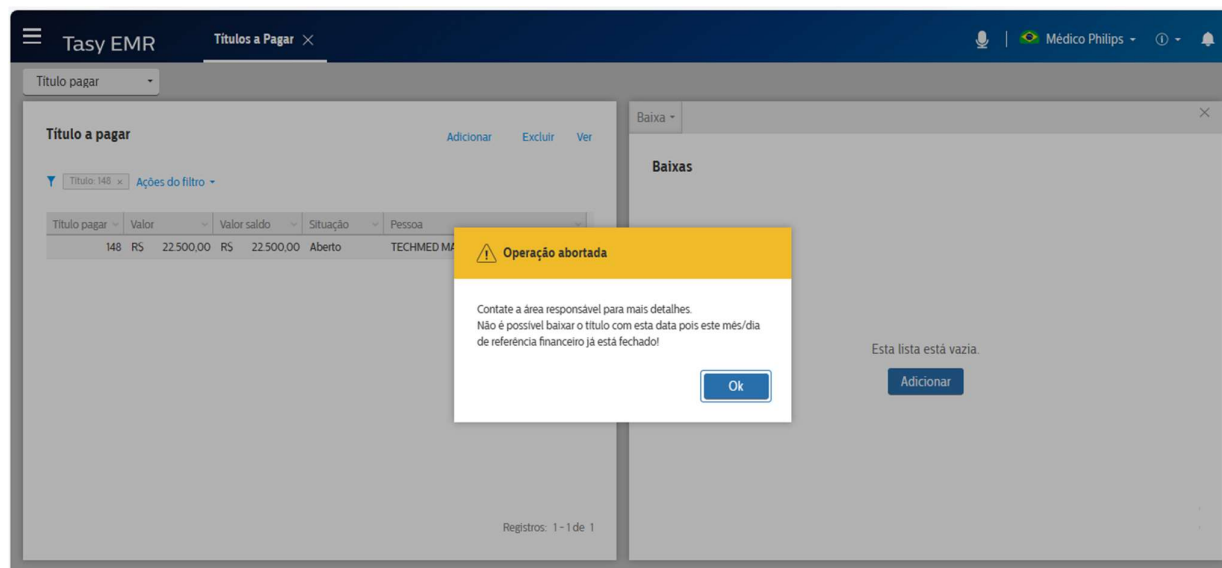 Tasy EMR
Títulos a Pagar
Médico Philips
Título pagar
Título a pagar
Adicionar Excluir Ver
Título: 148 × Ações do filtro
Título pagar Valor Valor saldo Situação Pessoa
148 R$ 22.500,00 R$ 22.500,00 Aberto TECHMED
Registros: 1 - 1 de 1
Baixa
Baixas
Esta lista está vazia.
Adicionar
Operação abortada
Contate a área responsável para mais detalhes.
Não é possível baixar o título com esta data pois este mês/dia
de referência financeiro já está fechado!
Ok